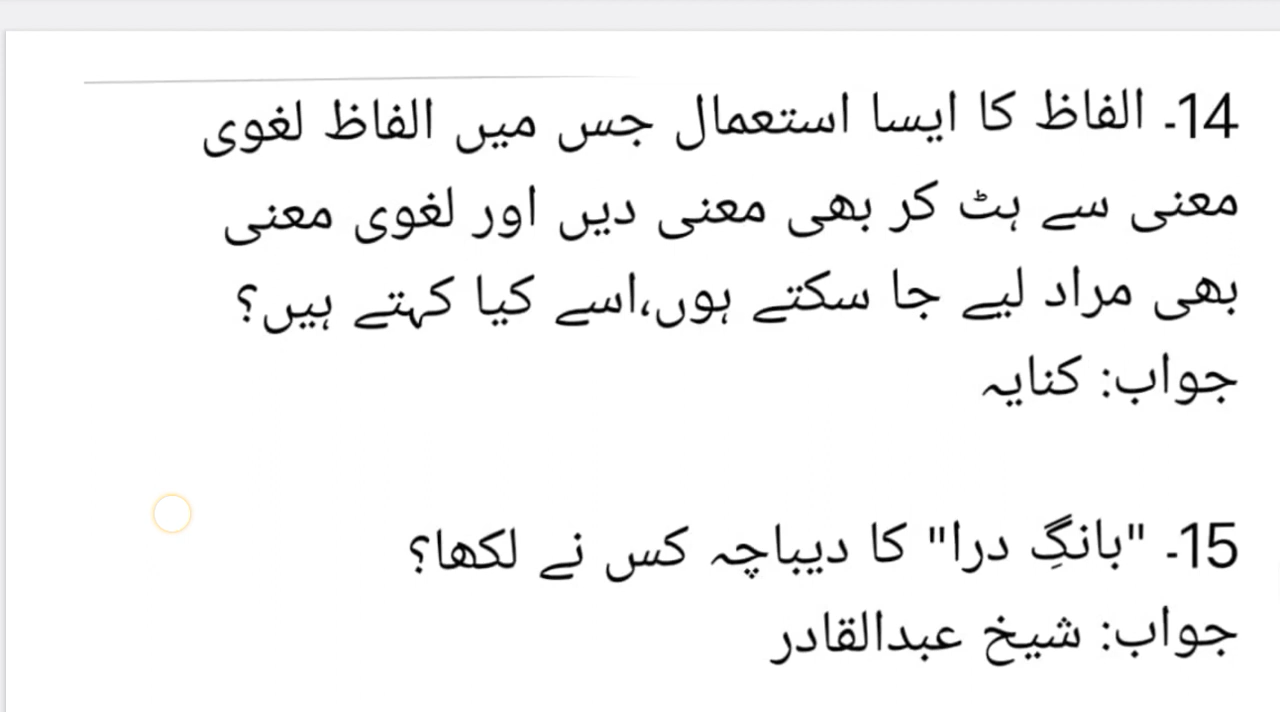 14۔ الفاظ کا ایسا استعمال جس میں الفاظ لغوی
معنی سے ہٹ کر بھی معنی دیں اور لغوی معنی
بھی مراد لیے جا سکتے ہوں،اسے کیا کہتے ہیں؟
جواب: کنایہ
15۔ "بانگِ درا" کا دیباچہ کس نے لکھا؟
جواب: شیخ عبدالقادر